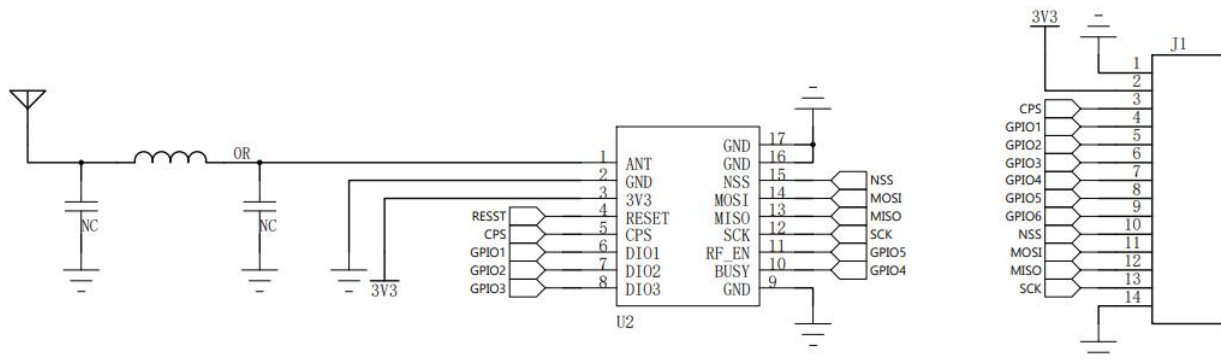 3V3
J1
1
2
CPS 3
GPIO1 4
GPIO2 5
GPIO3 6
GPIO4 7
GPIO5 8
GPIO6 9
NSS 10
MOSI 11
MISO 12
SCK 13
14
OR
NC
NC
1 ANT
2 GND
3 3V3
RESST 4 RESET
CPS 5 CPS
GPIO1 6 DIO1
GPIO2 7 DIO2
GPIO3 8 DIO3
3V3
GND 17
GND 16
NSS 15 NSS
MOSI 14 MOSI
MISO 13 MISO
SCK 12 SCK
RF_EN 11 GPIO5
BUSY 10 GPIO4
GND 9
U2